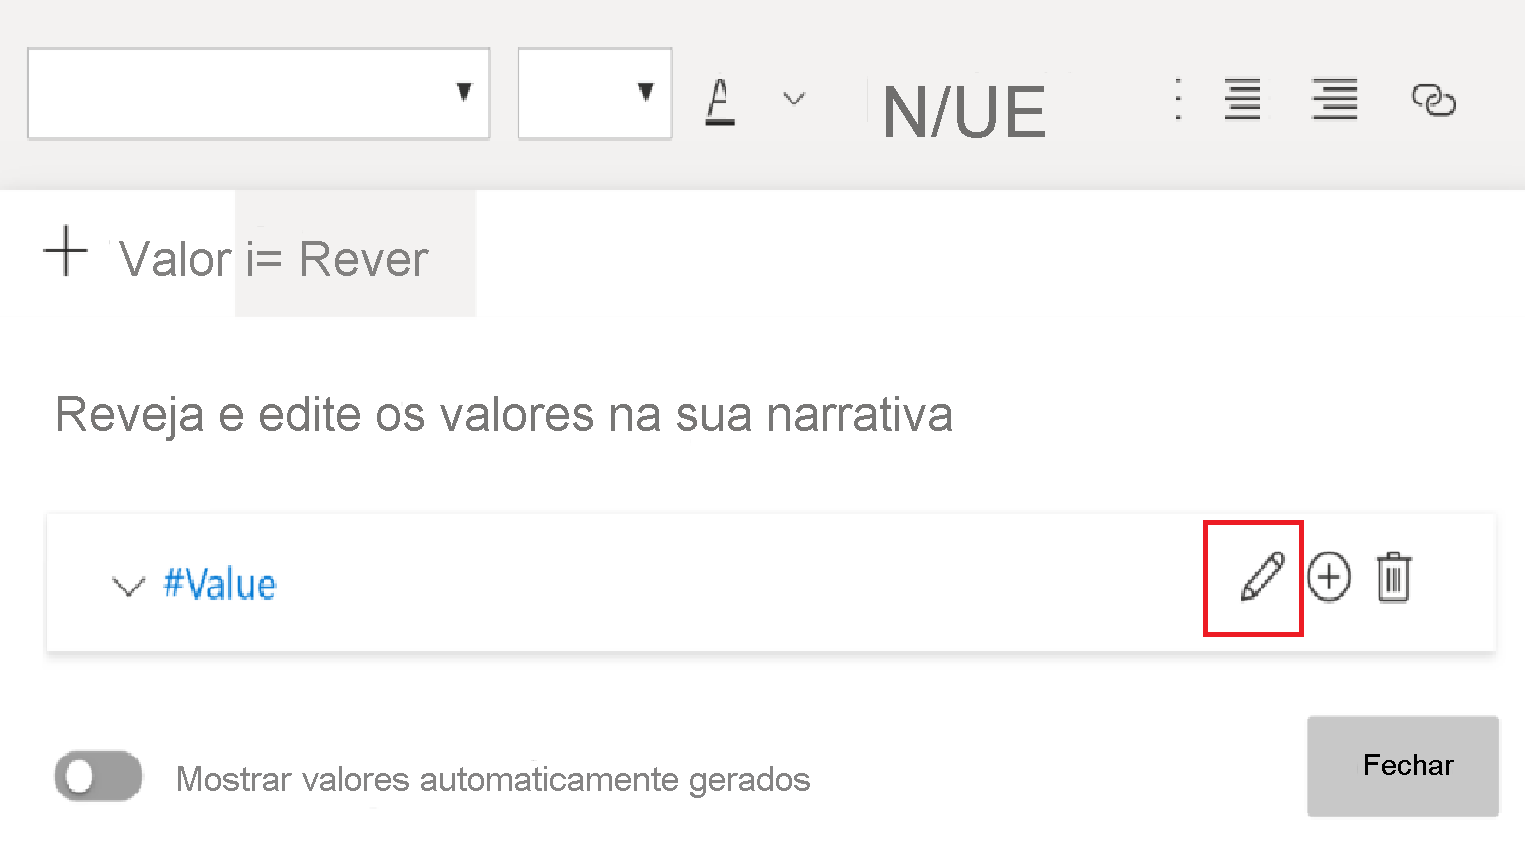 N/UE
Valor i= Rever
Reveja e edite os valores na sua narrativa
#Value
Mostrar valores automaticamente gerados
Fechar